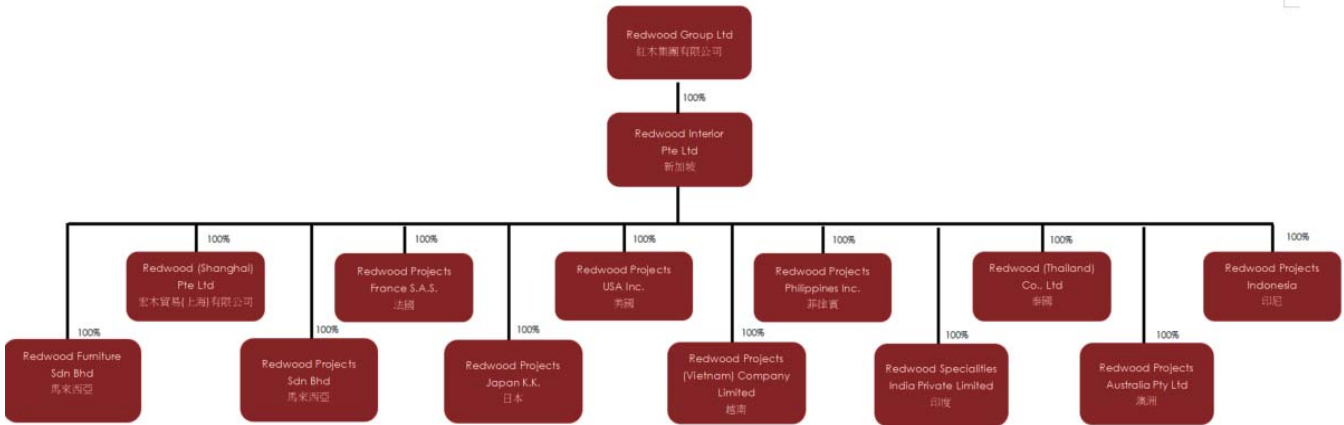 Redwood Group Ltd
紅木集團有限公司
100%
Redwood Interior
Pte Ltd
新加坡
100%
Redwood (Shanghai)
Pte Ltd
宏木貿易(上海)有限公司
100%
Redwood Projects
France S.A.S.
法國
100%
Redwood Projects
USA Inc.
美國
100%
Redwood Projects
Philippines Inc.
菲律賓
100%
Redwood (Thailand)
Co., Ltd
泰國
100%
Redwood Projects
Indonesia
印尼
100%
Redwood Furniture
Sdn Bhd
馬來西亞
100%
Redwood Projects
Sdn Bhd
馬來西亞
100%
Redwood Projects
Japan K.K.
日本
100%
Redwood Projects
(Vietnam) Company
Limited
越南
100%
Redwood Specialities
India Private Limited
印度
100%
Redwood Projects
Australia Pty Ltd
澳洲